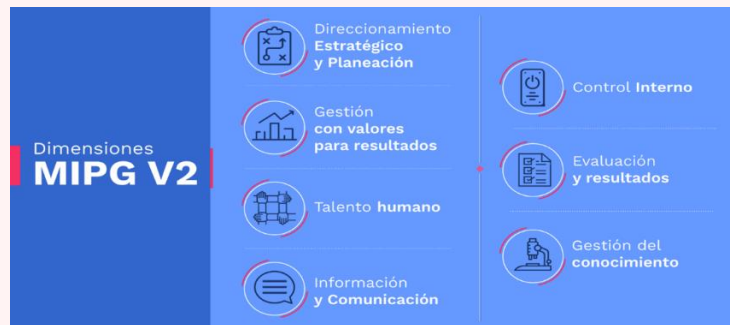 Dimensiones
MIPG V2
Direccionamiento
Estratégico
y Planeación
Gestión
con valores
para resultados
Talento humano
Información
y Comunicación
Control Interno
Evaluación
y resultados
Gestión del
conocimiento